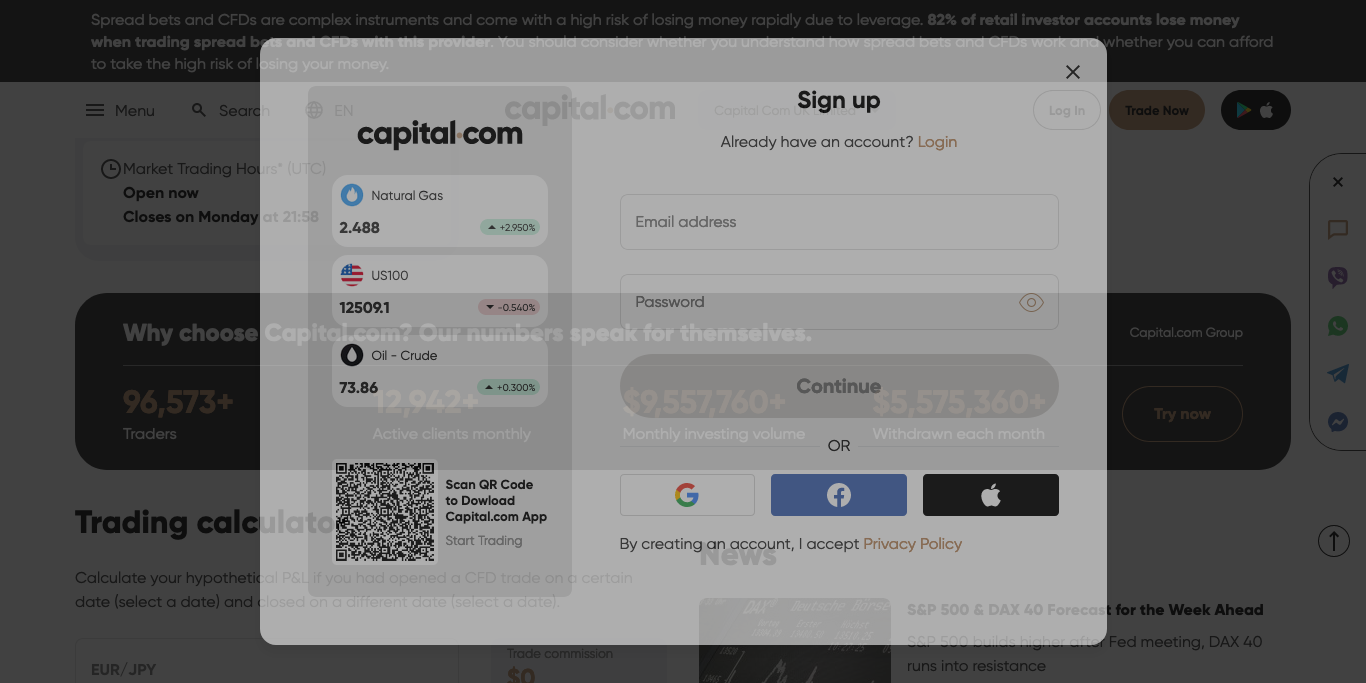 Spread bets and CFDs are complex instruments and come with a high risk of losing money rapidly due to leverage. 82% of retail investor accounts lose money
when trading spread bets and CFDs with this provider. You should consider whether you understand how spread bets and CFDs work and whether you can afford
to take the high risk of losing your money.
Menu
Search
EN
capital.com
Capital Com UK Limited
Log In
Trade Now
Market Trading Hours* (UTC)
Open now
Closes on Monday at 21:58
Sign up
Already have an account? Login
capital.com
Natural Gas
2.488
+2.950%
US100
12509.1
-0.540%
Oil - Crude
73.86
+0.300%
Scan QR Code
to Dowload
Capital.com App
Start Trading
Email address
Password
Continue
OR
By creating an account, I accept Privacy Policy
Why choose Capital.com? Our numbers speak for themselves.
Capital.com Group
96,573+
Traders
12,942+
Active clients monthly
$9,557,760+
Monthly investing volume
$5,575,360+
Withdrawn each month
Try now
Trading calculator
Calculate your hypothetical P&L if you had opened a CFD trade on a certain
date (select a date) and closed on a different date (select a date).
EUR/JPY
Trade commission
$0
News
DAX
Deutsche Börse
S&P 500 & DAX 40 Forecast for the Week Ahead
S&P 500 builds higher after Fed meeting, DAX 40
runs into resistance